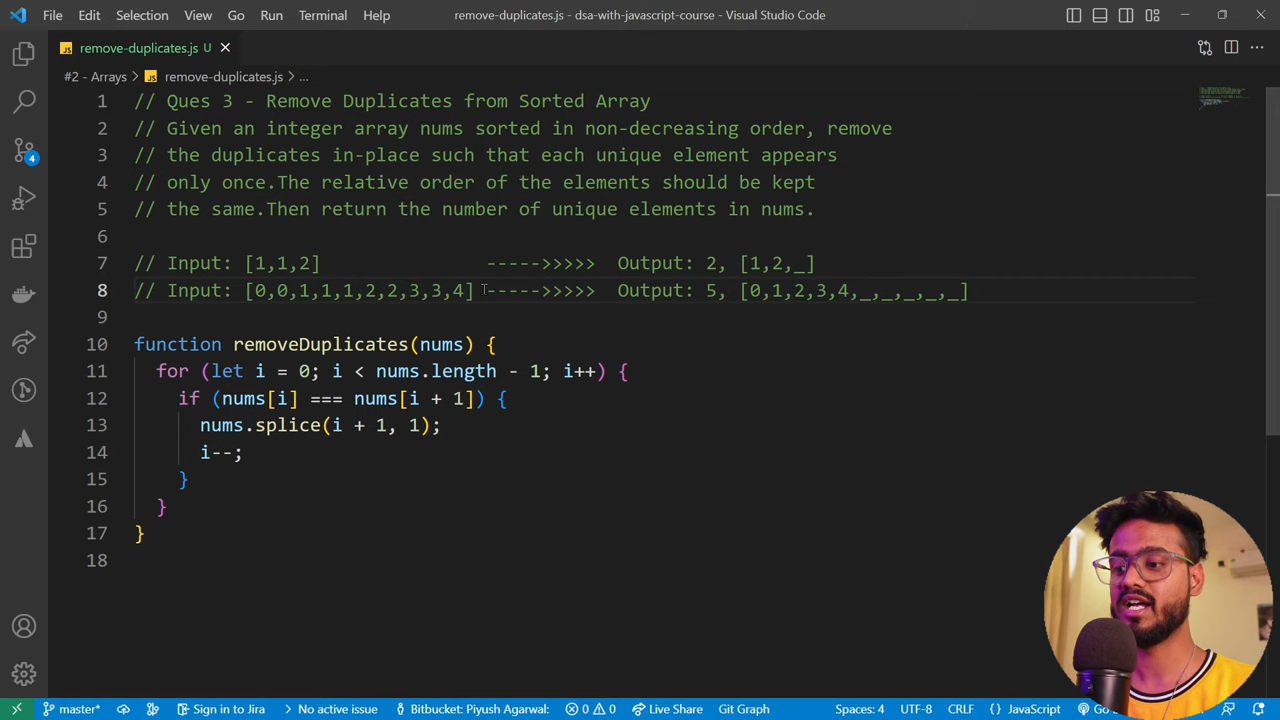 File Edit Selection View Go Run Terminal Help remove-duplicates.js - dsa-with-javascript-course - Visual Studio Code
JS remove-duplicates.js U
#2 - Arrays > JS remove-duplicates.js > ...
1 // Ques 3 - Remove Duplicates from Sorted Array
2 // Given an integer array nums sorted in non-decreasing order, remove
3 // the duplicates in-place such that each unique element appears
4 // only once.The relative order of the elements should be kept
5 // the same.Then return the number of unique elements in nums.
6
7 // Input: [1,1,2] ----->>>>> Output: 2, [1,2,_]
8 // Input: [0,0,1,1,1,2,2,3,3,4] ----->>>>> Output: 5, [0,1,2,3,4,_,_,_,_,_]
9
10 function removeDuplicates(nums) {
11 for (let i = 0; i < nums.length - 1; i++) {
12 if (nums[i] === nums[i + 1]) {
13 nums.splice(i + 1, 1);
14 i--;
15 }
16 }
17 }
18
4
master* Sign in to Jira No active issue Bitbucket: Piyush Agarwal: 0 0 Live Share Git Graph Spaces: 4 UTF-8 CRLF {} JavaScript Go